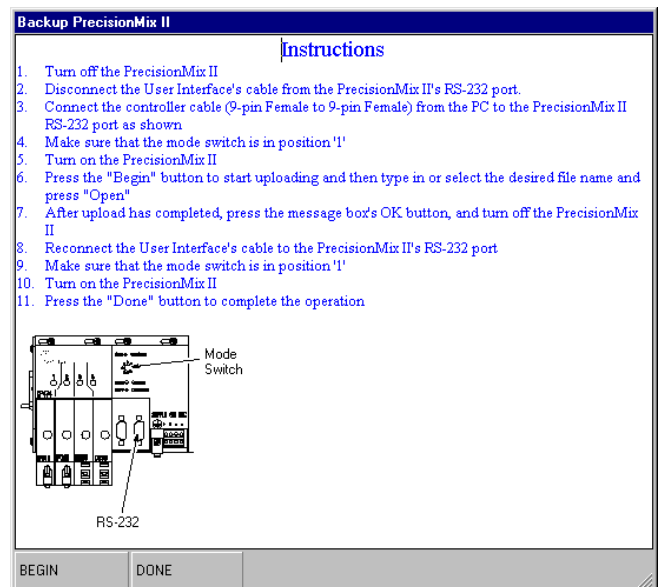 Backup PrecisionMix II
Instructions
1. Turn off the PrecisionMix II
2. Disconnect the User Interface's cable from the PrecisionMix II's RS-232 port.
3. Connect the controller cable (9-pin Female to 9-pin Female) from the PC to the PrecisionMix II
RS-232 port as shown
4. Make sure that the mode switch is in position '1'
5. Turn on the PrecisionMix II
6. Press the "Begin" button to start uploading and then type in or select the desired file name and
press "Open"
7. After upload has completed, press the message box's OK button, and turn off the PrecisionMix
II
8. Reconnect the User Interface's cable to the PrecisionMix II's RS-232 port
9. Make sure that the mode switch is in position '1'
10. Turn on the PrecisionMix II
11. Press the "Done" button to complete the operation
Mode
Switch
RS-232
BEGIN
DONE